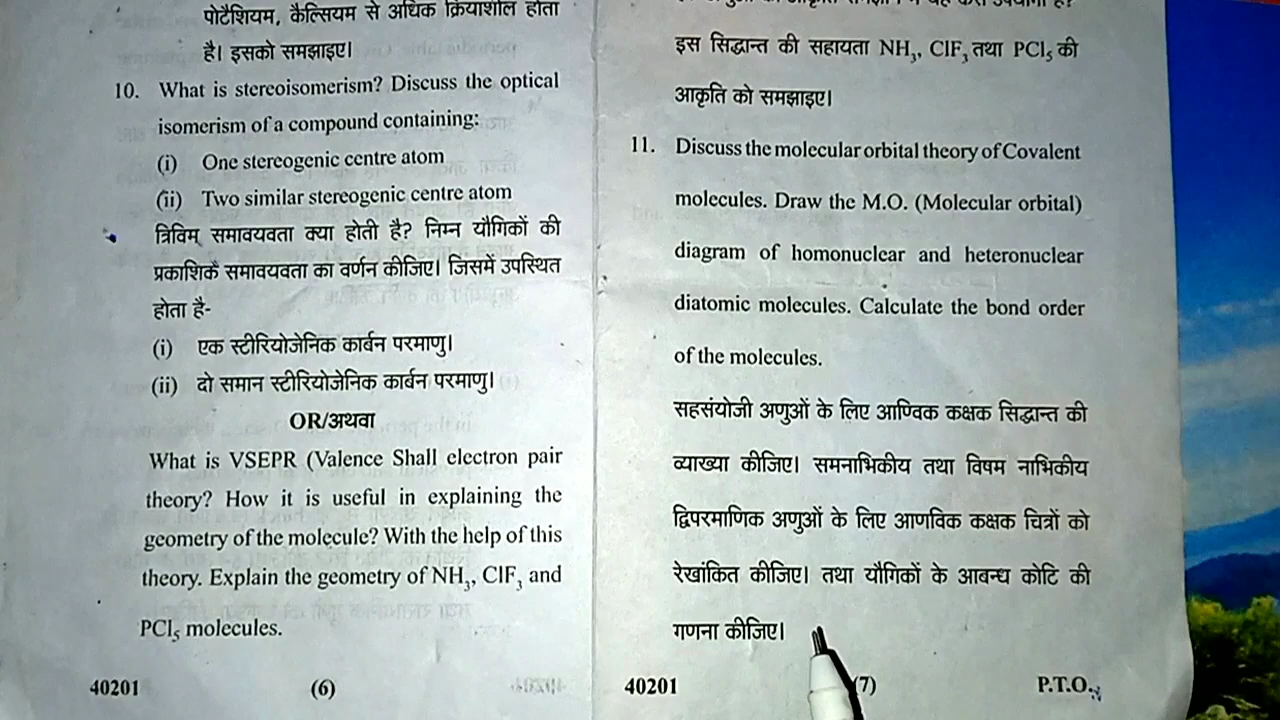 पोटैशियम, कैल्सियम से अधिक क्रियाशील होता
है। इसको समझाइए।
10. What is stereoisomerism? Discuss the optical
isomerism of a compound containing:
(i) One stereogenic centre atom
(ii) Two similar stereogenic centre atom
त्रिविम् समावयवता क्या होती है? निम्न यौगिकों की
प्रकाशिकै समावयवता का वर्णन कीजिए। जिसमें उपस्थित
होता है-
(i) एक स्टीरियोजेनिक कार्बन परमाणु।
(ii) दो समान स्टीरियोजेनिक कार्बन परमाणु।
OR/अथवा
What is VSEPR (Valence Shall electron pair
theory? How it is useful in explaining the
geometry of the molecule? With the help of this
theory. Explain the geometry of NH₃, ClF₃ and
PCl₅ molecules.
40201 (6)
इस सिद्धान्त की सहायता NH₃, ClF₃ तथा PCl₅ की
आकृति को समझाइए।
11. Discuss the molecular orbital theory of Covalent
molecules. Draw the M.O. (Molecular orbital)
diagram of homonuclear and heteronuclear
diatomic molecules. Calculate the bond order
of the molecules.
सहसंयोजी अणुओं के लिए आण्विक कक्षक सिद्धान्त की
व्याख्या कीजिए। समनाभिकीय तथा विषम नाभिकीय
द्विपरमाणिक अणुओं के लिए आणविक कक्षक चित्रों को
रेखांकित कीजिए। तथा यौगिकों के आबन्ध कोटि की
गणना कीजिए।
40201 (7) P.T.O.